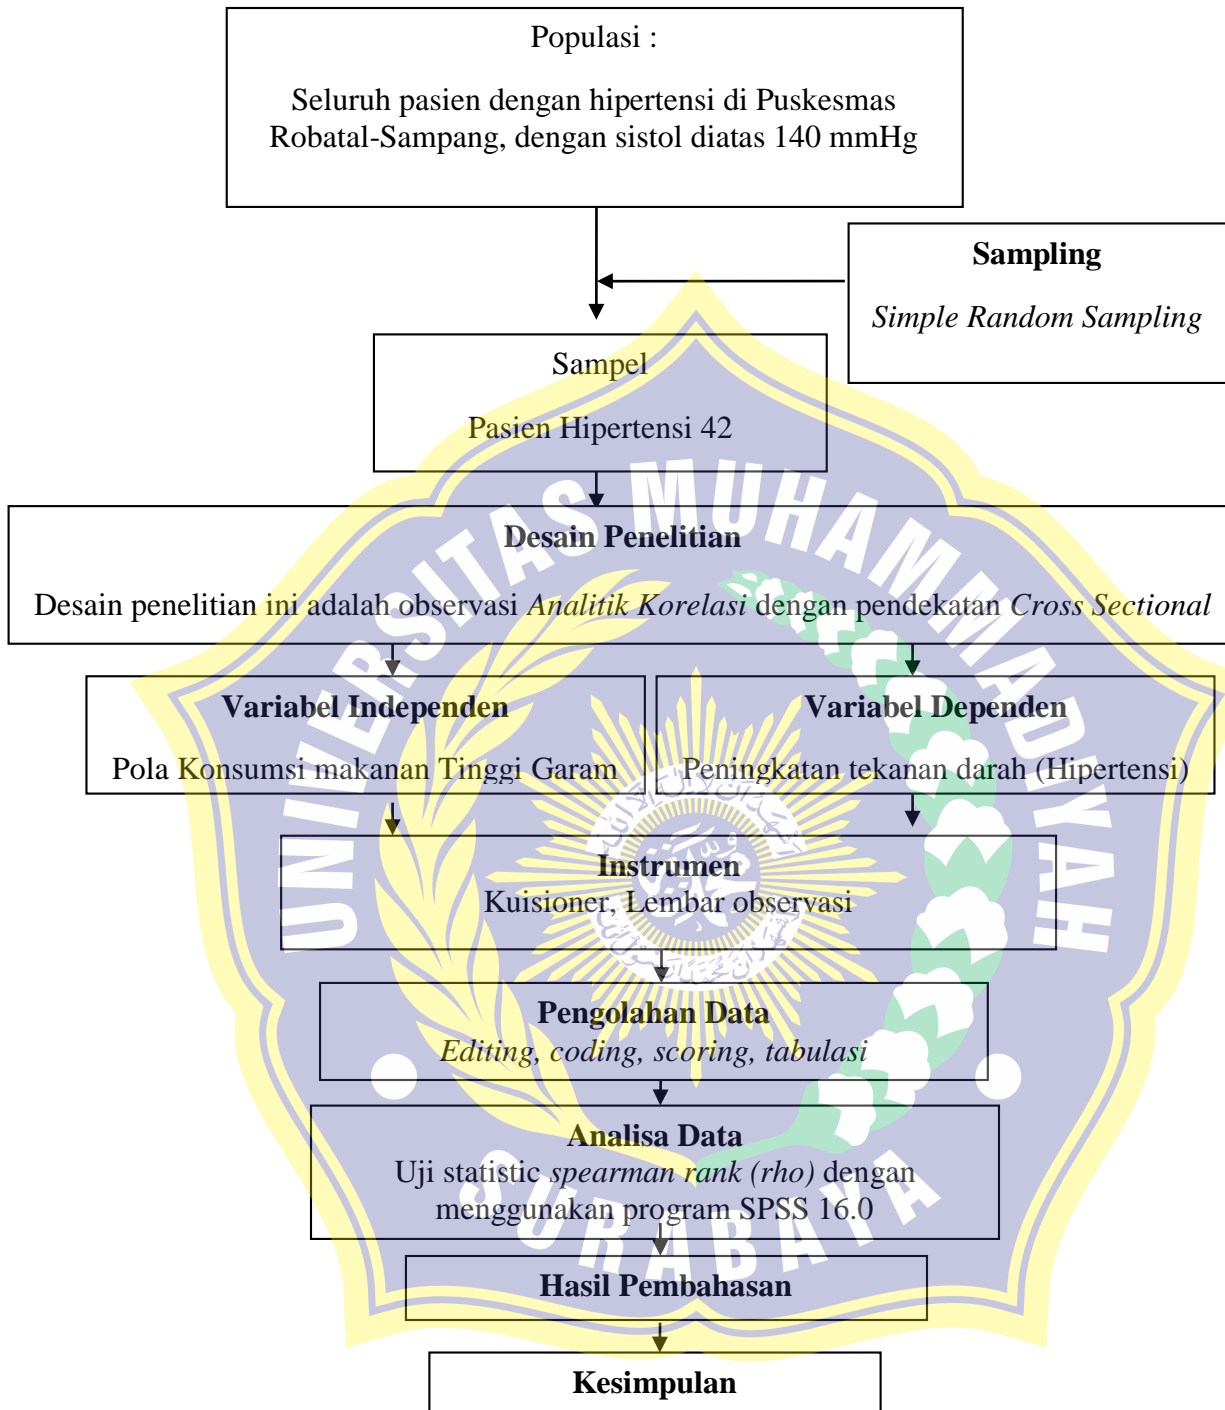 Populasi :
Seluruh pasien dengan hipertensi di Puskesmas
Robatal-Sampang, dengan sistol diatas 140 mmHg
Sampling
Simple Random Sampling
Sampel
Pasien Hipertensi 42
Desain Penelitian
Desain penelitian ini adalah observasi Analitik Korelasi dengan pendekatan Cross Sectional
Variabel Independen
Pola Konsumsi makanan Tinggi Garam
Variabel Dependen
Peningkatan tekanan darah (Hipertensi)
Instrumen
Kuisioner, Lembar observasi
Pengolahan Data
Editing, coding, scoring, tabulasi
Analisa Data
Uji statistic spearman rank (rho) dengan
menggunakan program SPSS 16.0
Hasil Pembahasan
Kesimpulan
UNIVERSITAS MUHAMMADYAH
SURABAYA